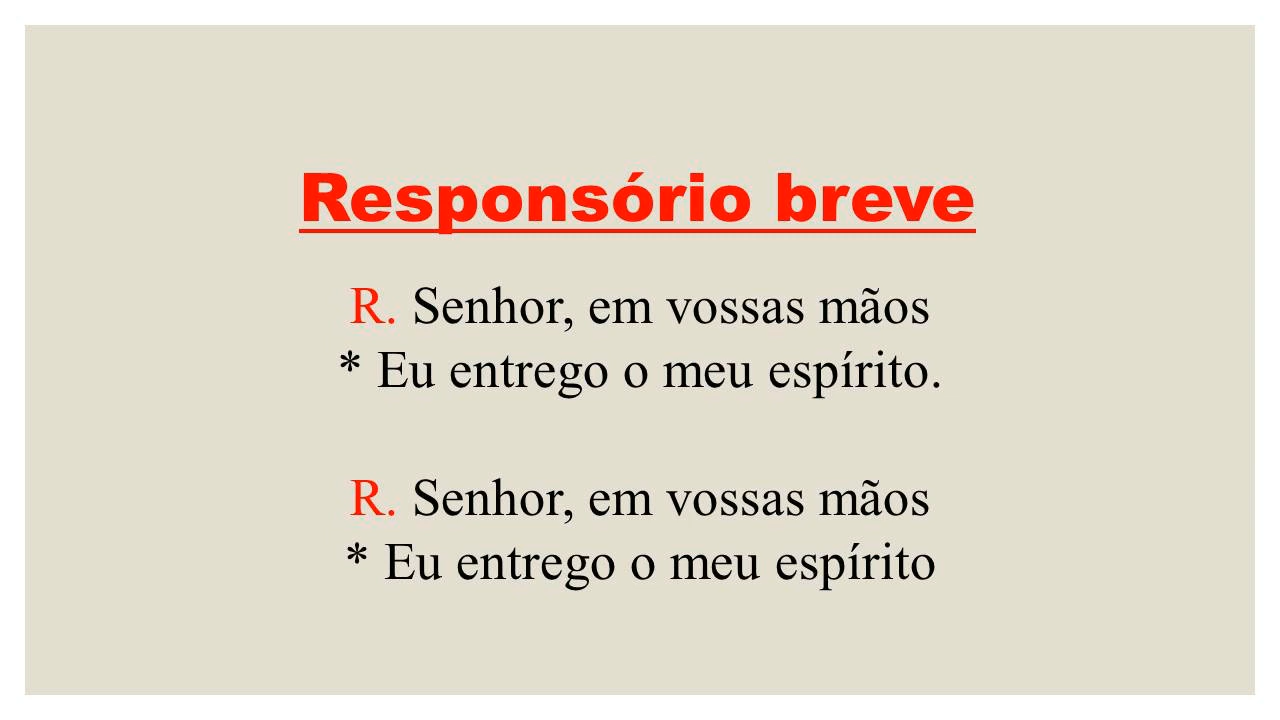 Responsório breve
R. Senhor, em vossas mãos
* Eu entrego o meu espírito.
R. Senhor, em vossas mãos
* Eu entrego o meu espírito